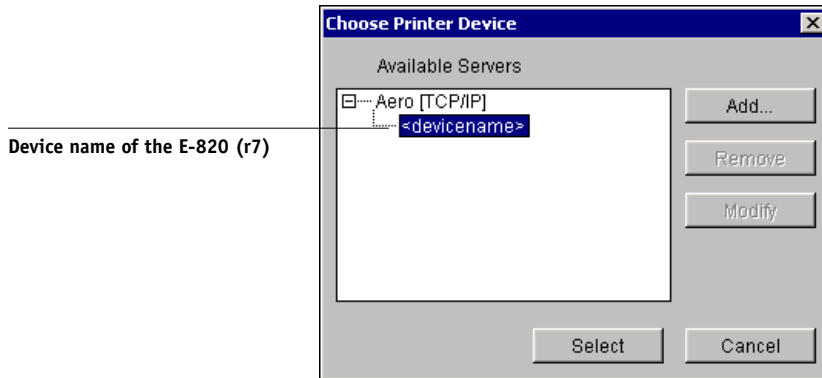 Choose Printer Device
Available Servers
Aero [TCP/IP]
<devicename>
Device name of the E-820 (r7)
Add...
Remove
Modify
Select
Cancel